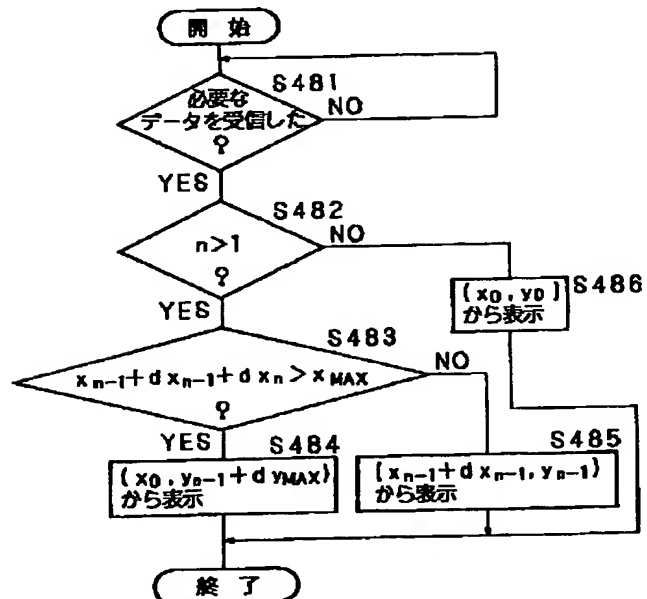 開始
S481
必要な
データを受信した
?
NO
YES
S482
n>1
?
NO
YES
S486
(x0, y0)
から表示
S483
xn-1+dxn-1+dxn>xMAX
?
NO
YES
S484
(x0, yn-1+dyMAX)
から表示
S485
(xn-1+dxn-1, yn-1)
から表示
終了